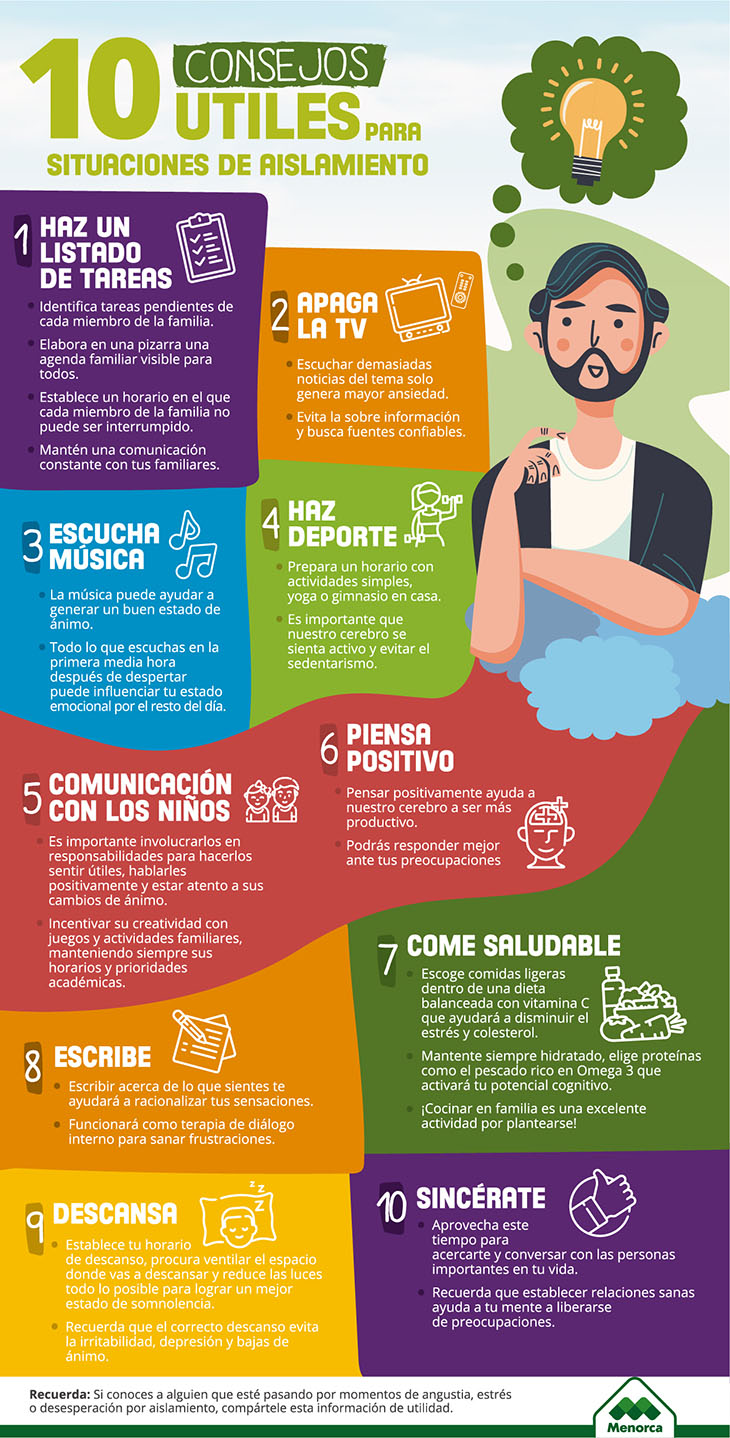 10 CONSEJOS
UTILES PARA
SITUACIONES DE AISLAMIENTO
1 HAZ UN
LISTADO
DE TAREAS
• Identifica tareas pendientes de
cada miembro de la familia.
• Elabora en una pizarra una
agenda familiar visible para
todos.
• Establece un horario en el que
cada miembro de la familia no
puede ser interrumpido.
• Mantén una comunicación
constante con tus familiares.
2 APAGA
LA TV
• Escuchar demasiadas
noticias del tema solo
genera mayor ansiedad.
• Evita la sobre información
y busca fuentes confiables.
3 ESCUCHA
MÚSICA
• La música puede ayudar a
generar un buen estado de
ánimo.
• Todo lo que escuchas en la
primera media hora
después de despertar
puede influenciar tu estado
emocional por el resto del día.
4 HAZ
DEPORTE
• Prepara un horario con
actividades simples,
yoga o gimnasio en casa.
• Es importante que
nuestro cerebro se
sienta activo y evitar el
sedentarismo.
5 COMUNICACIÓN
CON LOS NIÑOS
• Es importante involucrarlos en
responsabilidades para hacerlos
sentir útiles, hablarles
positivamente y estar atento a sus
cambios de ánimo.
• Incentivar su creatividad con
juegos y actividades familiares,
manteniendo siempre sus
horarios y prioridades
académicas.
6 PIENSA
POSITIVO
• Pensar positivamente ayuda a
nuestro cerebro a ser más
productivo.
• Podrás responder mejor
ante tus preocupaciones
7 COME SALUDABLE
• Escoge comidas ligeras
dentro de una dieta
balanceada con vitamina C
que ayudará a disminuir el
estrés y colesterol.
• Mantente siempre hidratado, elige proteínas
como el pescado rico en Omega 3 que
activará tu potencial cognitivo.
• ¡Cocinar en familia es una excelente
actividad por plantearse!
8 ESCRIBE
• Escribir acerca de lo que sientes te
ayudará a racionalizar tus sensaciones.
• Funcionará como terapia de diálogo
interno para sanar frustraciones.
9 DESCANSA
z z z
• Establece tu horario
de descanso, procura ventilar el espacio
donde vas a descansar y reduce las luces
todo lo posible para lograr un mejor
estado de somnolencia.
• Recuerda que el correcto descanso evita
la irritabilidad, depresión y bajas de
ánimo.
10 SINCÉRATE
• Aprovecha este
tiempo para
acercarte y conversar con las personas
importantes en tu vida.
• Recuerda que establecer relaciones sanas
ayuda a tu mente a liberarse
de preocupaciones.
Recuerda: Si conoces a alguien que esté pasando por momentos de angustia, estrés
o desesperación por aislamiento, compártele esta información de utilidad.
Menorca